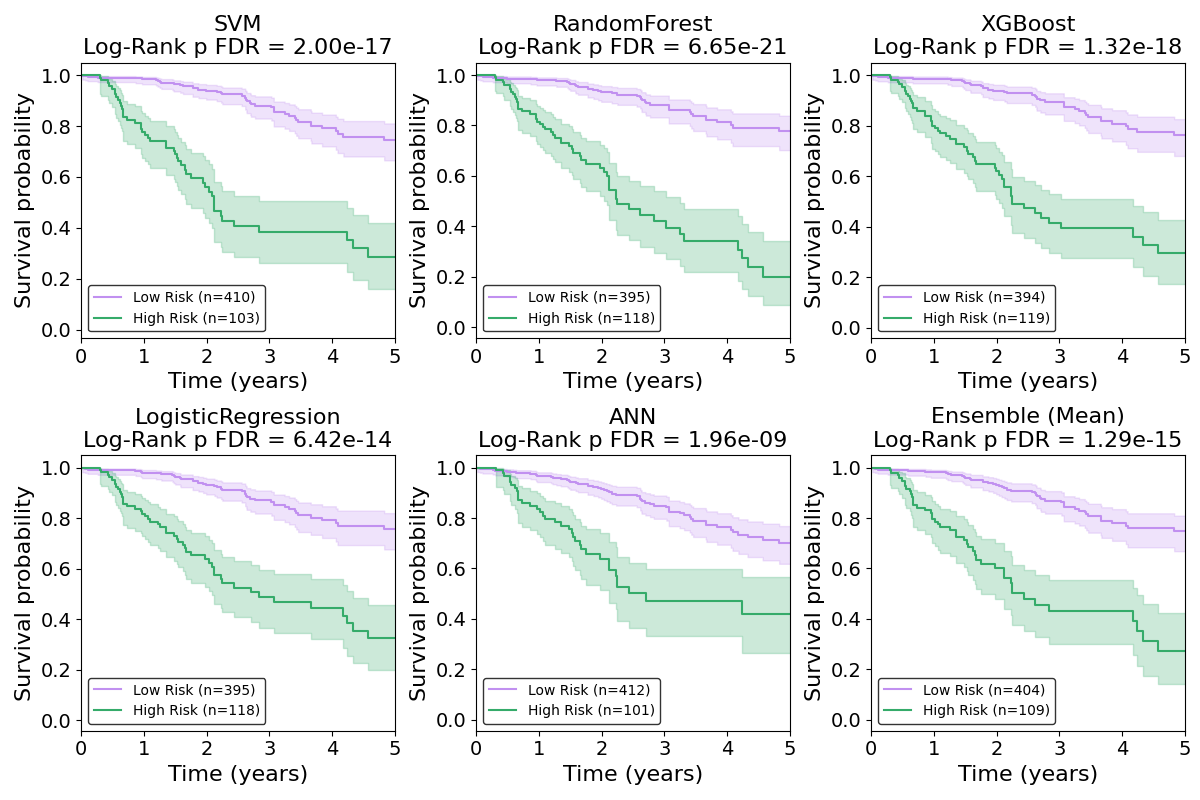 SVM
Log-Rank p FDR = 2.00e-17
Survival probability
1.0
0.8
0.6
0.4
0.2
0.0
Low Risk (n=410)
High Risk (n=103)
0 1 2 3 4 5
Time (years)
RandomForest
Log-Rank p FDR = 6.65e-21
Survival probability
1.0
0.8
0.6
0.4
0.2
0.0
Low Risk (n=395)
High Risk (n=118)
0 1 2 3 4 5
Time (years)
XGBoost
Log-Rank p FDR = 1.32e-18
Survival probability
1.0
0.8
0.6
0.4
0.2
0.0
Low Risk (n=394)
High Risk (n=119)
0 1 2 3 4 5
Time (years)
LogisticRegression
Log-Rank p FDR = 6.42e-14
Survival probability
1.0
0.8
0.6
0.4
0.2
0.0
Low Risk (n=395)
High Risk (n=118)
0 1 2 3 4 5
Time (years)
ANN
Log-Rank p FDR = 1.96e-09
Survival probability
1.0
0.8
0.6
0.4
0.2
0.0
Low Risk (n=412)
High Risk (n=101)
0 1 2 3 4 5
Time (years)
Ensemble (Mean)
Log-Rank p FDR = 1.29e-15
Survival probability
1.0
0.8
0.6
0.4
0.2
0.0
Low Risk (n=404)
High Risk (n=109)
0 1 2 3 4 5
Time (years)